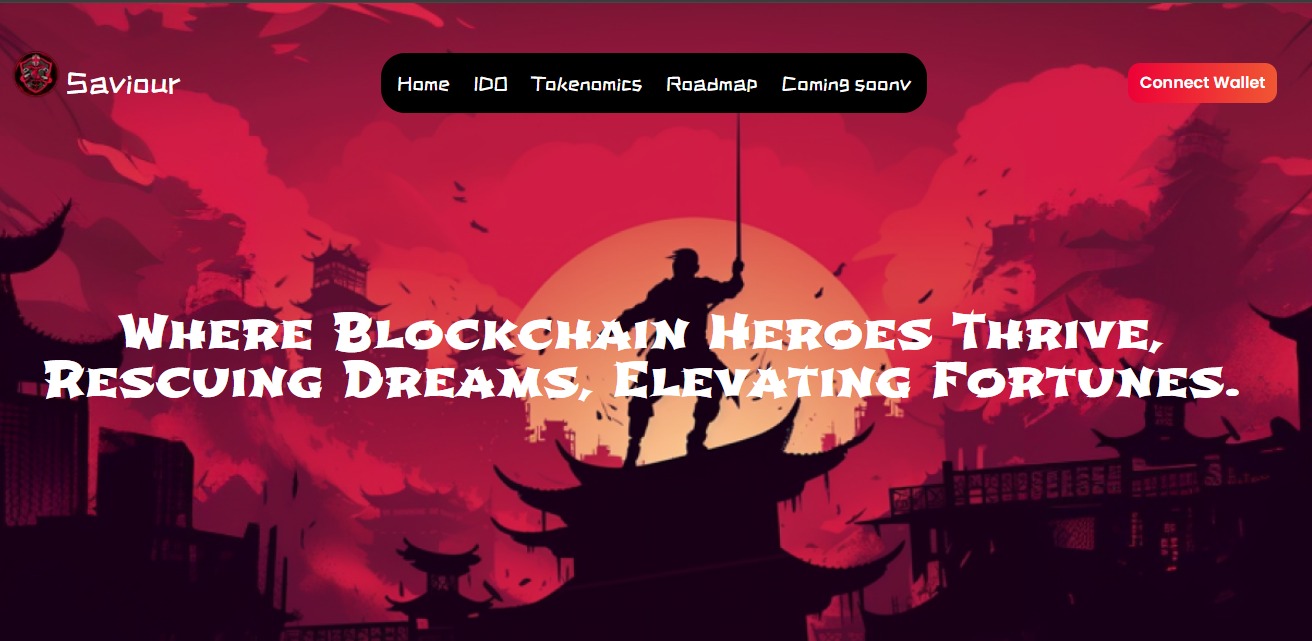 Saviour
Home IDO Tokenomics Roadmap Coming soonv
Connect Wallet
Where Blockchain Heroes Thrive,
Rescuing Dreams, Elevating Fortunes.